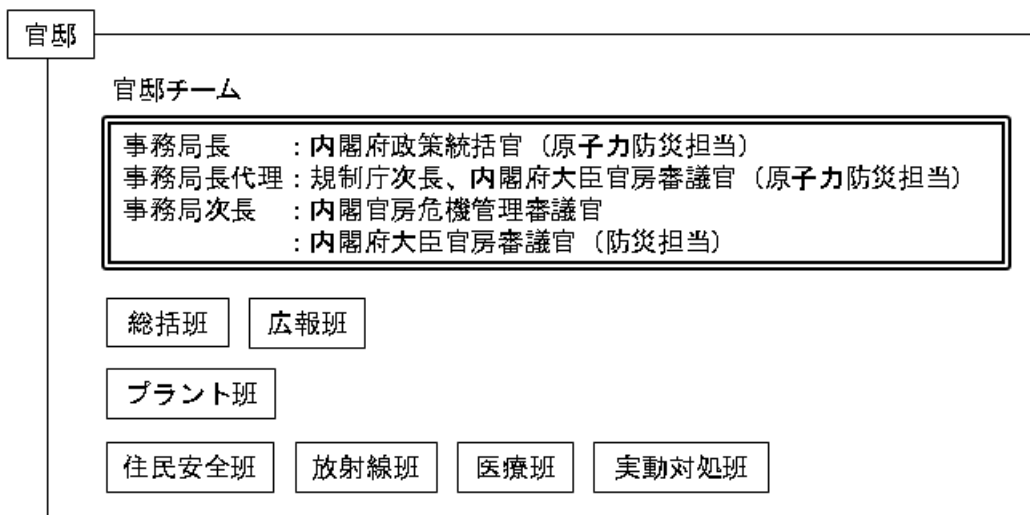 官邸
官邸チーム
事務局長　　：内閣府政策統括官（原子力防災担当）
事務局長代理：規制庁次長、内閣府大臣官房審議官（原子力防災担当）
事務局次長　：内閣官房危機管理審議官
　　　　　　：内閣府大臣官房審議官（防災担当）
総括班　広報班
プラント班
住民安全班　放射線班　医療班　実動対処班